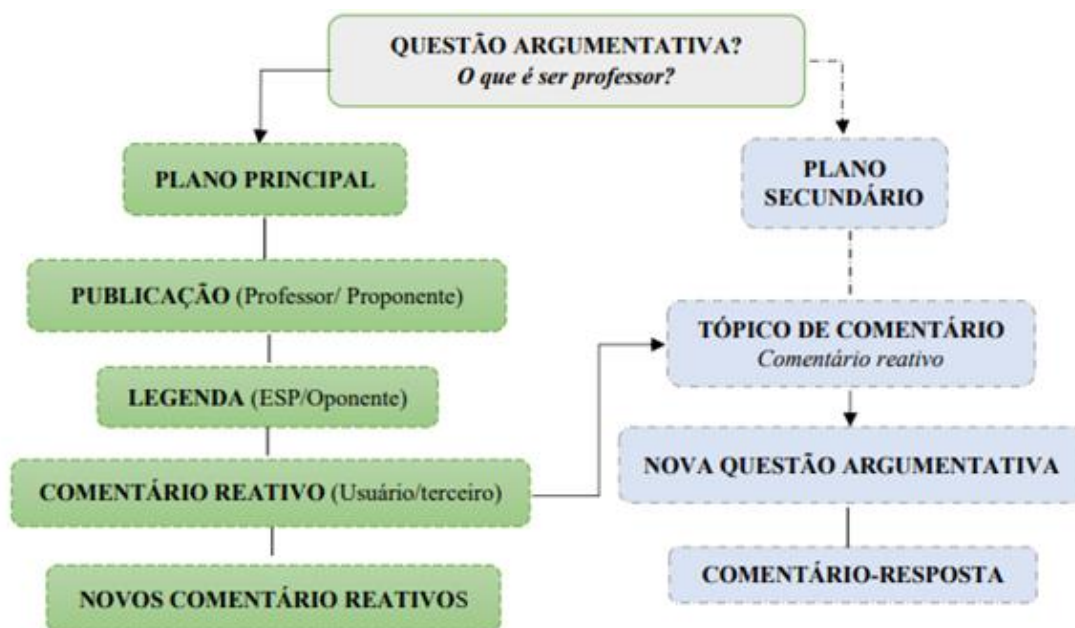 QUESTÃO ARGUMENTATIVA?
O que é ser professor?
PLANO PRINCIPAL
PUBLICAÇÃO (Professor/ Proponente)
LEGENDA (ESP/Oponente)
COMENTÁRIO REATIVO (Usuário/terceiro)
NOVOS COMENTÁRIO REATIVOS
PLANO
SECUNDÁRIO
TÓPICO DE COMENTÁRIO
Comentário reativo
NOVA QUESTÃO ARGUMENTATIVA
COMENTÁRIO-RESPOSTA